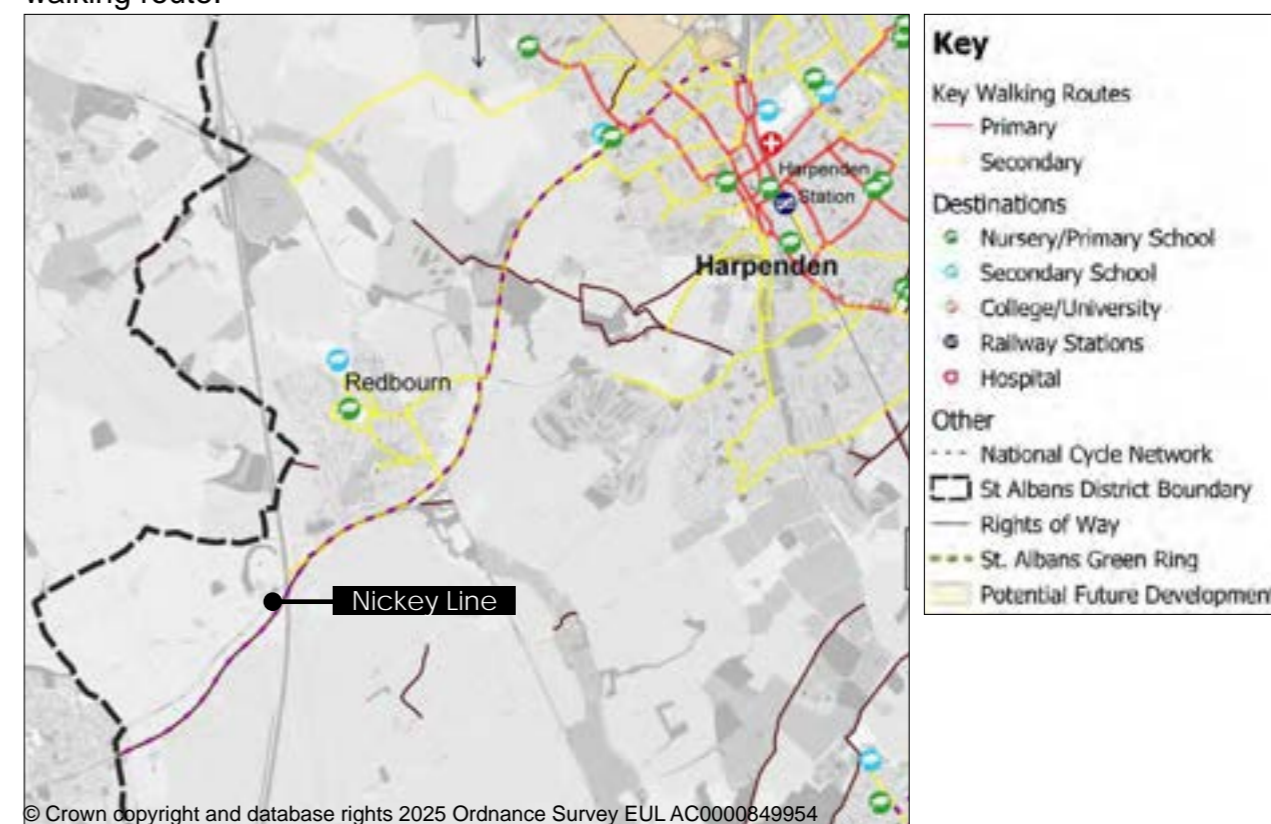 walking route.
Harpenden
Station
Harpenden
Redbourn
Nickey Line
© Crown copyright and database rights 2025 Ordnance Survey EUL AC0000849954
Key
Key Walking Routes
Primary
Secondary
Destinations
Nursery/Primary School
Secondary School
College/University
Railway Stations
Hospital
Other
National Cycle Network
St Albans District Boundary
Rights of Way
St. Albans Green Ring
Potential Future Development